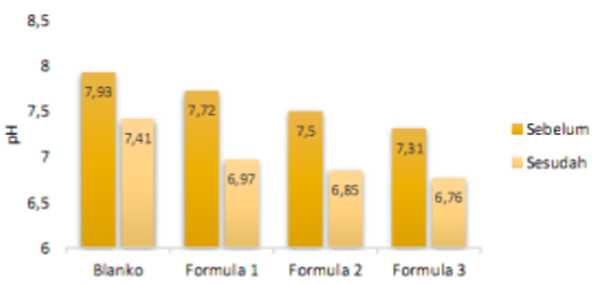 8,5
8
7,5
7
6,5
6
pH
7,93
7,41
7,72
6,97
7,5
6,85
7,31
6,76
Blanko
Formula 1
Formula 2
Formula 3
Sebelum
Sesudah